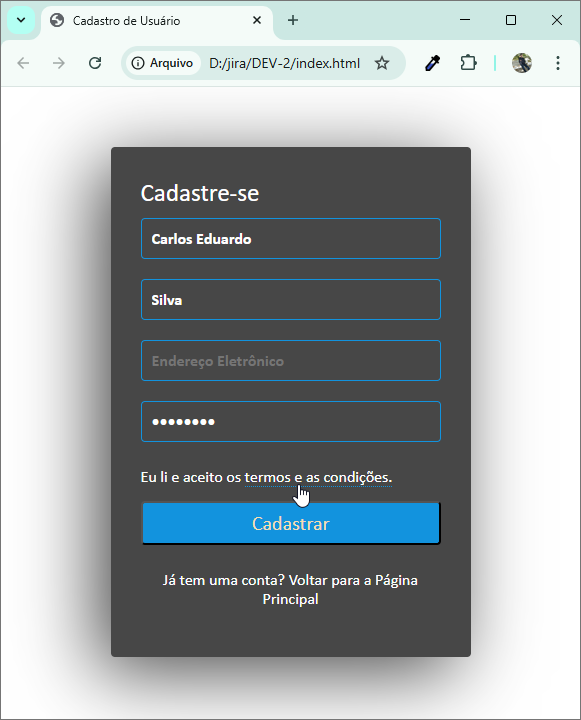 Cadastro de Usuário
Arquivo D:/jira/DEV-2/index.html
Cadastre-se
Carlos Eduardo
Silva
Endereço Eletrônico
••••••••
Eu li e aceito os termos e as condições.
Cadastrar
Já tem uma conta? Voltar para a Página
Principal